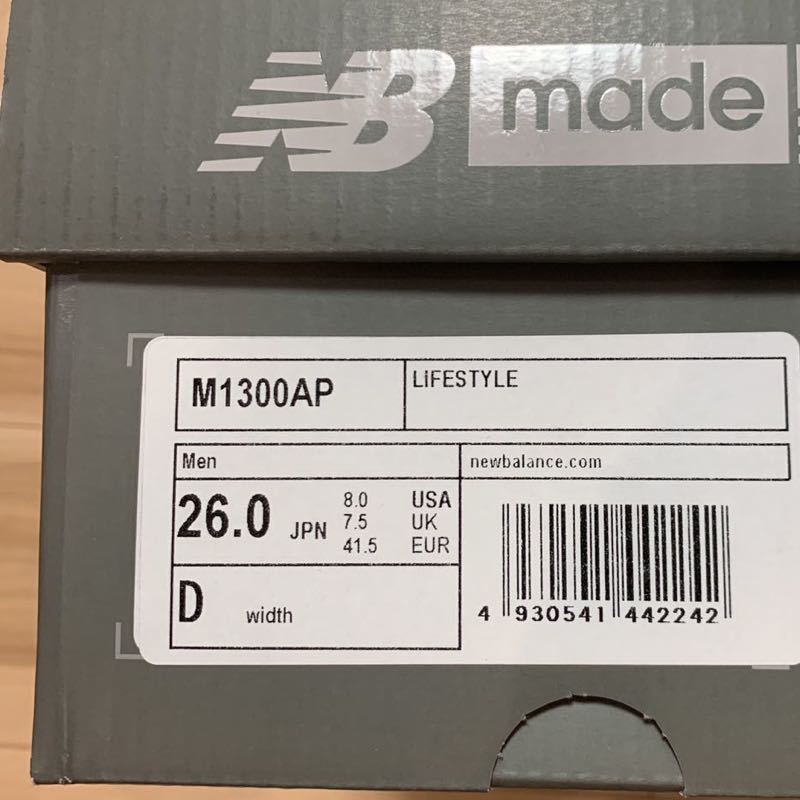 NB made
M1300AP
LiFESTYLE
Men
newbalance.com
26.0 JPN
8.0 USA
7.5 UK
41.5 EUR
D width
4 930541 442242